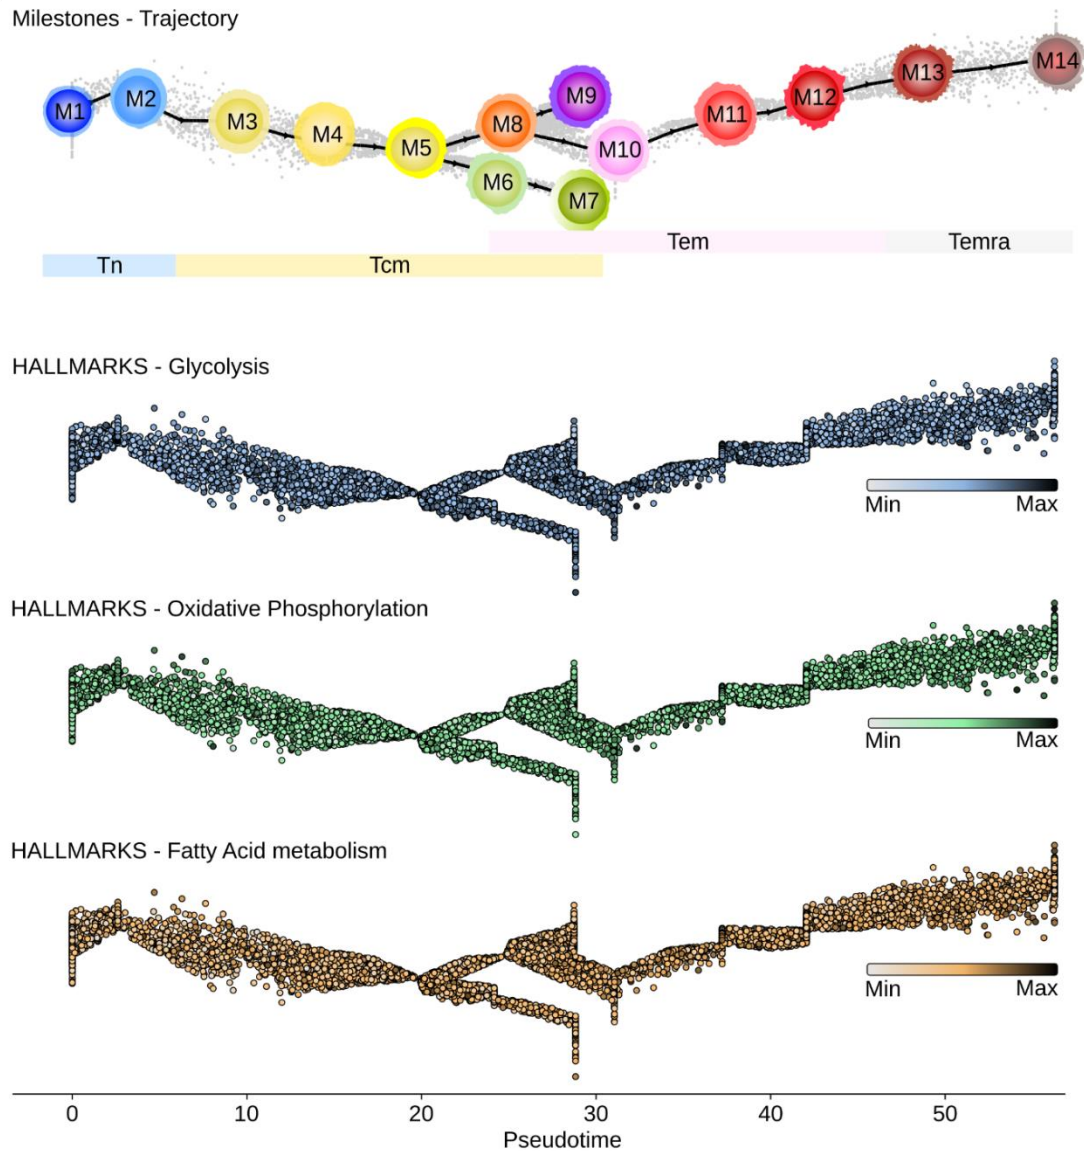 Milestones - Trajectory
M1 M2 M3 M4 M5 M8 M9 M6 M7 M10 M11 M12 M13 M14
Tem Temra
Tn Tcm
HALLMARKS - Glycolysis
Min Max
HALLMARKS - Oxidative Phosphorylation
Min Max
HALLMARKS - Fatty Acid metabolism
Min Max
0 10 20 30 40 50
Pseudotime